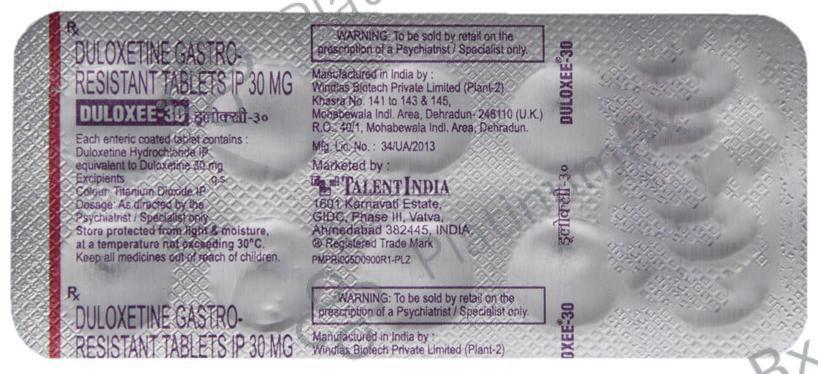 Rx
DULOXETINE GASTRO-
RESISTANT TABLETS IP 30 MG
DULOXEE®-30 डुलोक्सी-३०
Each enteric coated tablet contains :
Duloxetine Hydrochloride IP
equivalent to Duloxetine 30 mg
Excipients q.s.
Colour: Titanium Dioxide IP
Dosage: As directed by the
Psychiatrist / Specialist only
Store protected from light & moisture,
at a temperature not exceeding 30°C.
Keep all medicines out of reach of children.
WARNING: To be sold by retail on the
prescription of a Psychiatrist / Specialist only.
Manufactured in India by :
Windlas Biotech Private Limited (Plant-2)
Khasra No. 141 to 143 & 145,
Mohabewala Indl. Area, Dehradun- 248110 (U.K.)
R.O.: 40/1, Mohabewala Indl. Area, Dehradun.
Mfg. Lic. No. : 34/UA/2013
Marketed by :
TALENTINDIA
1601 Karnavati Estate,
GIDC, Phase III, Vatva,
Ahmedabad 382445, INDIA
® Registered Trade Mark
PMPRI005D0900R1-PLZ
DULOXEE®-30
डुलोक्सी-३०
Rx
DULOXETINE GASTRO-
RESISTANT TABLETS IP 30 MG
WARNING: To be sold by retail on the
prescription of a Psychiatrist / Specialist only.
Manufactured in India by :
Windlas Biotech Private Limited (Plant-2)
OXEE®-30